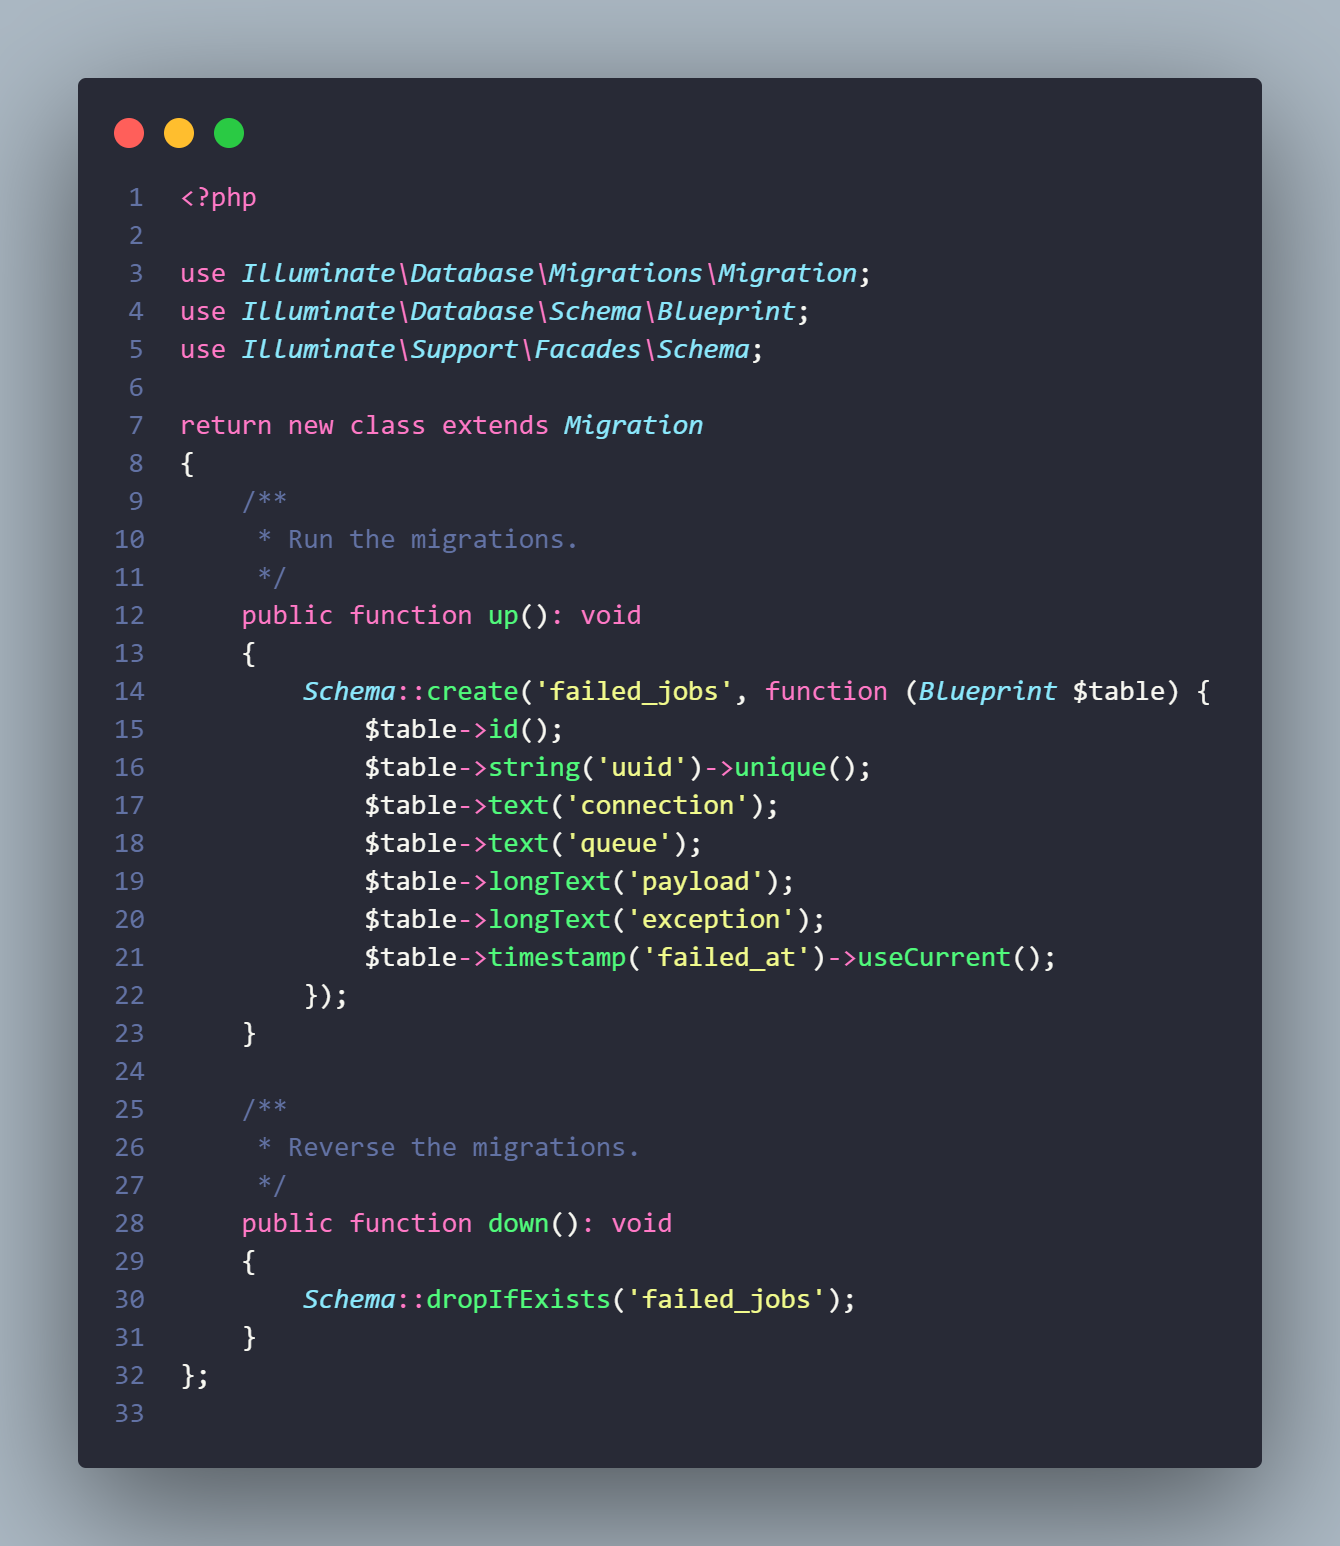 1 <?php
2
3 use Illuminate\Database\Migrations\Migration;
4 use Illuminate\Database\Schema\Blueprint;
5 use Illuminate\Support\Facades\Schema;
6
7 return new class extends Migration
8 {
9     /**
10      * Run the migrations.
11      */
12     public function up(): void
13     {
14         Schema::create('failed_jobs', function (Blueprint $table) {
15             $table->id();
16             $table->string('uuid')->unique();
17             $table->text('connection');
18             $table->text('queue');
19             $table->longText('payload');
20             $table->longText('exception');
21             $table->timestamp('failed_at')->useCurrent();
22         });
23     }
24
25     /**
26      * Reverse the migrations.
27      */
28     public function down(): void
29     {
30         Schema::dropIfExists('failed_jobs');
31     }
32 };
33